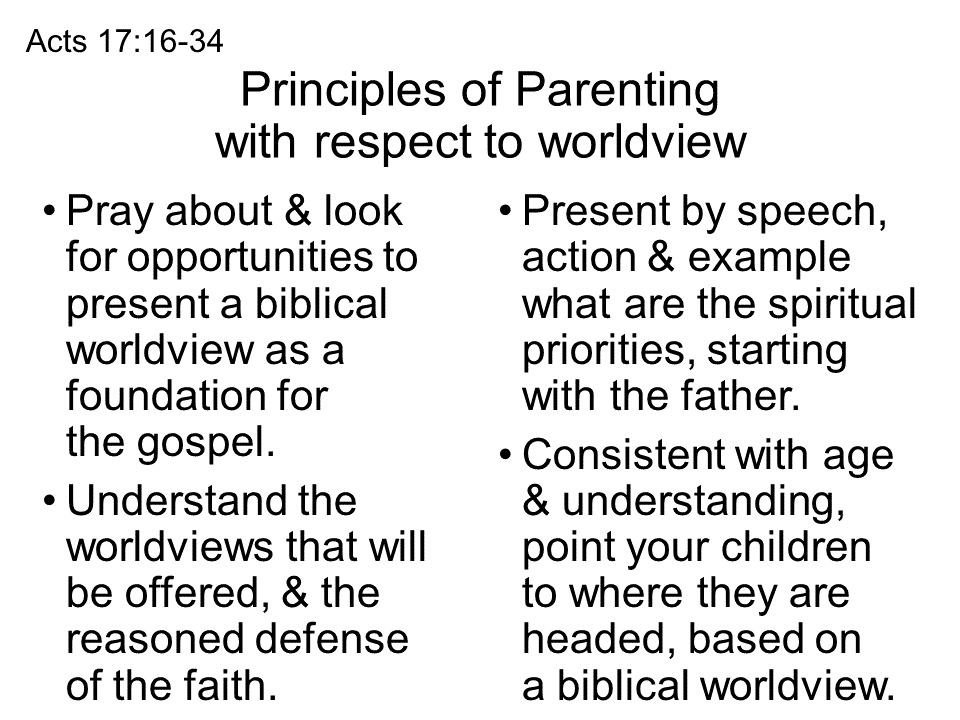 Acts 17:16-34
Principles of Parenting
with respect to worldview
• Pray about & look
for opportunities to
present a biblical
worldview as a
foundation for
the gospel.
• Understand the
worldviews that will
be offered, & the
reasoned defense
of the faith.
• Present by speech,
action & example
what are the spiritual
priorities, starting
with the father.
• Consistent with age
& understanding,
point your children
to where they are
headed, based on
a biblical worldview.